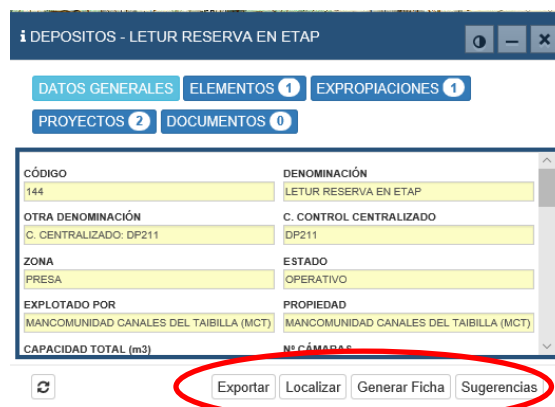 i DEPOSITOS - LETUR RESERVA EN ETAP
DATOS GENERALES ELEMENTOS 1 EXPROPIACIONES 1
PROYECTOS 2 DOCUMENTOS 0
CÓDIGO DENOMINACIÓN
144 LETUR RESERVA EN ETAP
OTRA DENOMINACIÓN C. CONTROL CENTRALIZADO
C. CENTRALIZADO: DP211 DP211
ZONA ESTADO
PRESA OPERATIVO
EXPLOTADO POR PROPIEDAD
MANCOMUNIDAD CANALES DEL TAIBILLA (MCT) MANCOMUNIDAD CANALES DEL TAIBILLA (MCT)
CAPACIDAD TOTAL (m3) Nº CÁMARAS
Exportar Localizar Generar Ficha Sugerencias